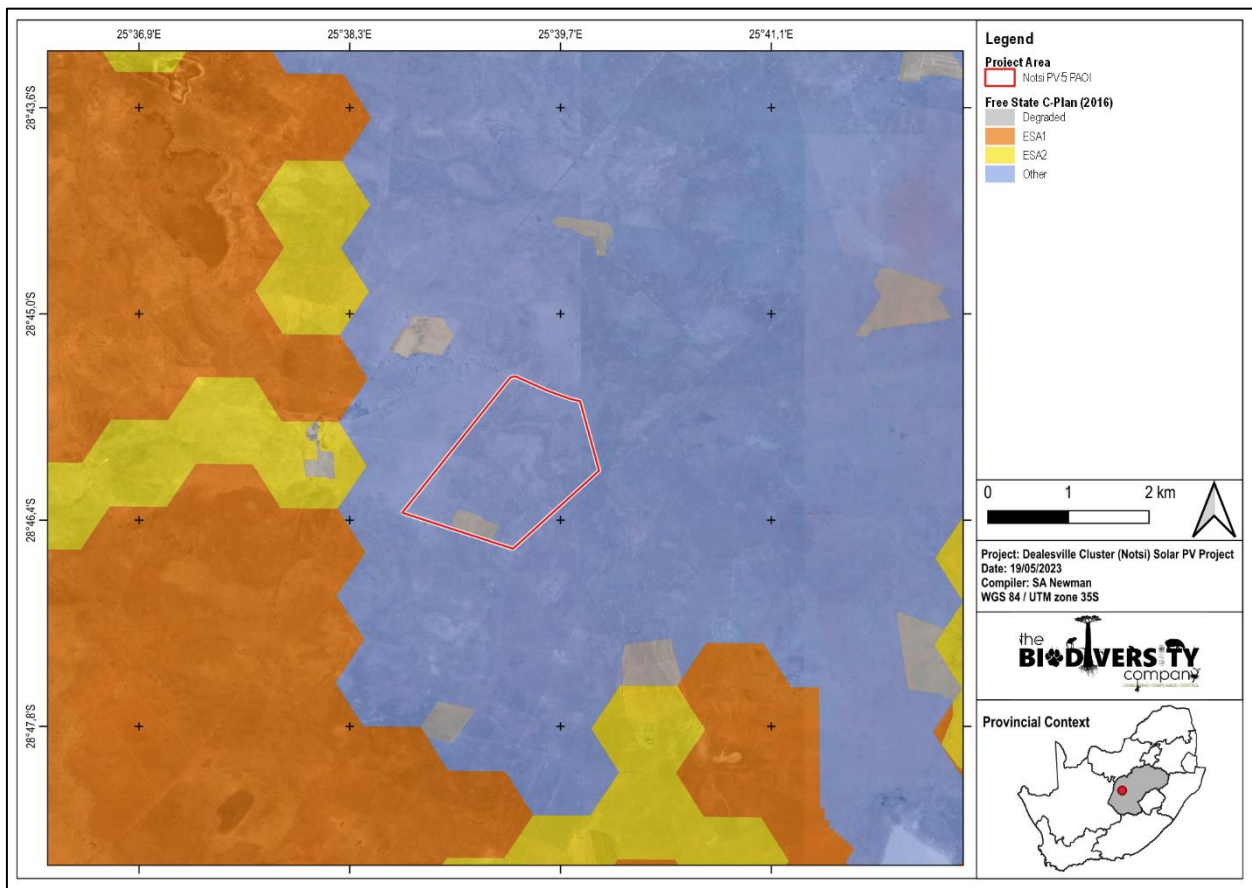 25°36,9'E
25°38,3'E
25°39,7'E
25°41,1'E
28°43,6'S
28°45,0'S
28°46,4'S
28°47,8'S
Legend
Project Area
Notsi PV5 PAOI
Free State C-Plan (2016)
Degraded
ESA1
ESA2
Other
0 1 2 km
Project: Dealesville Cluster (Notsi) Solar PV Project
Date: 19/05/2023
Compiler: SA Newman
WGS 84 / UTM zone 35S
the
BIODIVERSITY
company
Provincial Context